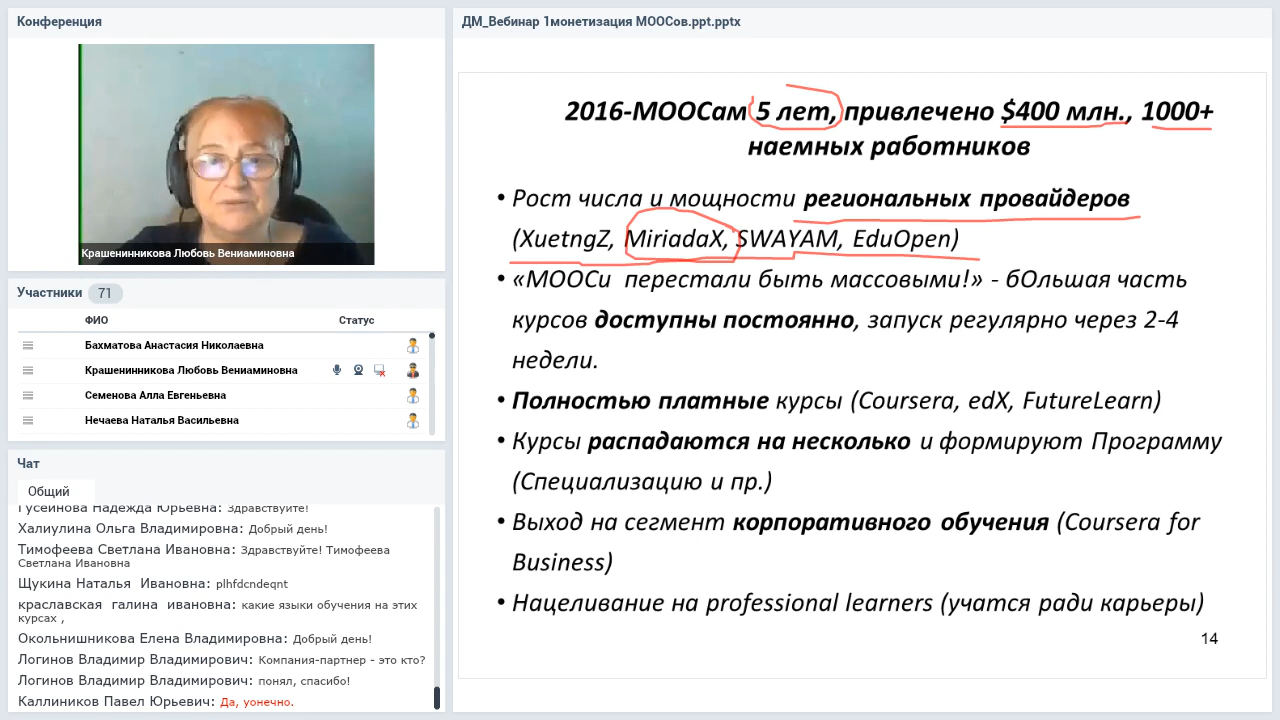 Конференция
Крашенинникова Любовь Вениаминовна
Участники 71
ФИО Статус
Бахматова Анастасия Николаевна
Крашенинникова Любовь Вениаминовна
Семенова Алла Евгеньевна
Нечаева Наталья Васильевна
Чат
Общий
Гусейнова Надежда Юрьевна: Здравствуйте!
Халиулина Ольга Владимировна: Добрый день!
Тимофеева Светлана Ивановна: Здравствуйте! Тимофеева
Светлана Ивановна
Щукина Наталья Ивановна: plhfdcndeqnt
краславская галина ивановна: какие языки обучения на этих
курсах ,
Окольнишникова Елена Владимировна: Добрый день!
Логинов Владимир Владимирович: Компания-партнер - это кто?
Логинов Владимир Владимирович: понял, спасибо!
Каллиников Павел Юрьевич: Да, уонечно.
ДМ_Вебинар 1монетизация МООСов.ppt.pptx
2016-МООСам 5 лет, привлечено $400 млн., 1000+
наемных работников
• Рост числа и мощности региональных провайдеров
(XuetngZ, MiriadaX, SWAYAM, EduOpen)
• «МООСи перестали быть массовыми!» - бОльшая часть
курсов доступны постоянно, запуск регулярно через 2-4
недели.
• Полностью платные курсы (Coursera, edX, FutureLearn)
• Курсы распадаются на несколько и формируют Программу
(Специализацию и пр.)
• Выход на сегмент корпоративного обучения (Coursera for
Business)
• Нацеливание на professional learners (учатся ради карьеры)
14